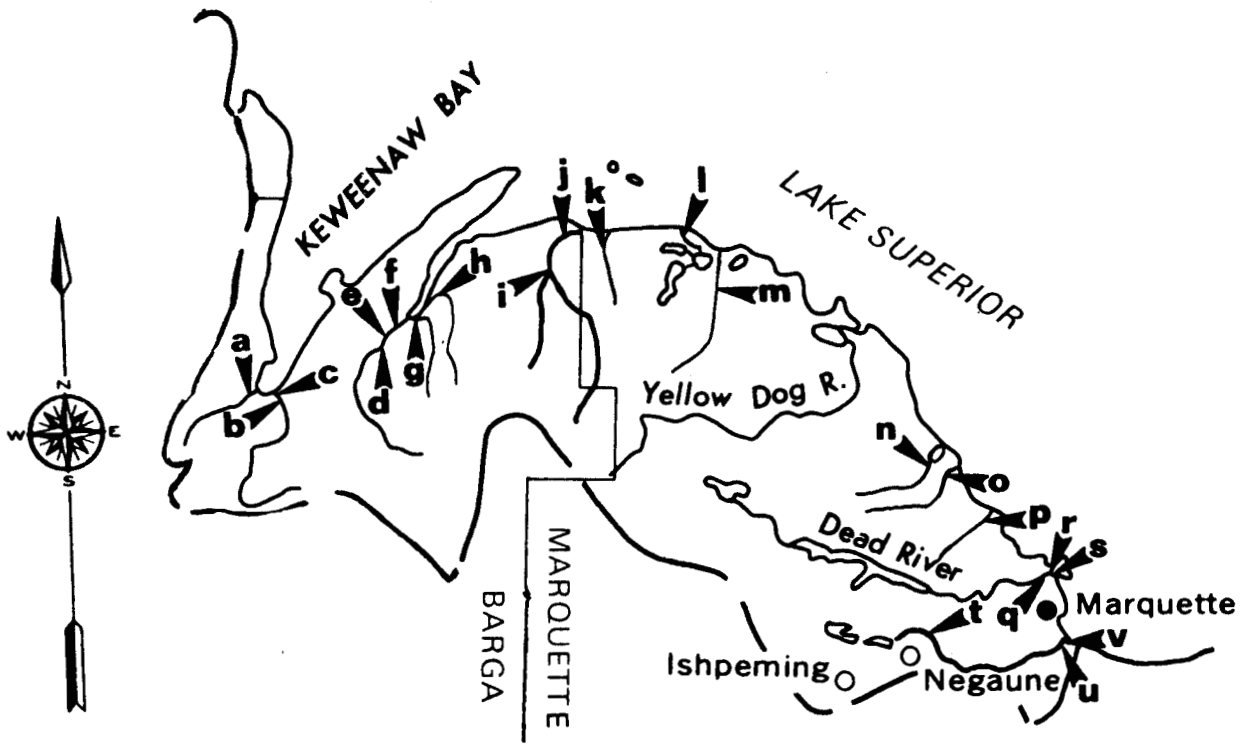 KEWEENAW BAY
LAKE SUPERIOR
j
k
l
h
f
e
i
m
a
g
c
d
b
N
W
E
S
Yellow Dog R.
n
o
p
r
s
Dead River
MARQUETTE
BARGA
t
q
Marquette
v
Ishpeming
Negaune
u